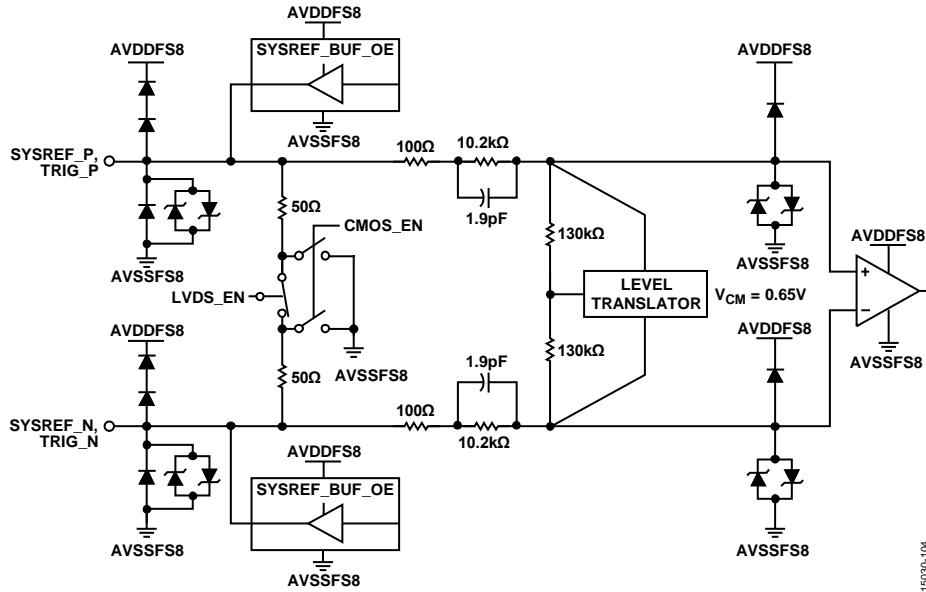 AVDDFS8
SYSREF_BUF_OE
AVSSFS8
AVDDFS8
SYSREF_P,
TRIG_P
AVSSFS8
100Ω
10.2kΩ
1.9pF
AVDDFS8
AVSSFS8
50Ω
CMOS_EN
LVDS_EN
AVSSFS8
50Ω
130kΩ
LEVEL
TRANSLATOR
130kΩ
VCM = 0.65V
AVDDFS8
+
−
AVSSFS8
AVDDFS8
SYSREF_N,
TRIG_N
AVSSFS8
1.9pF
100Ω
10.2kΩ
AVDDFS8
SYSREF_BUF_OE
AVSSFS8
AVDDFS8
AVSSFS8
15030-104